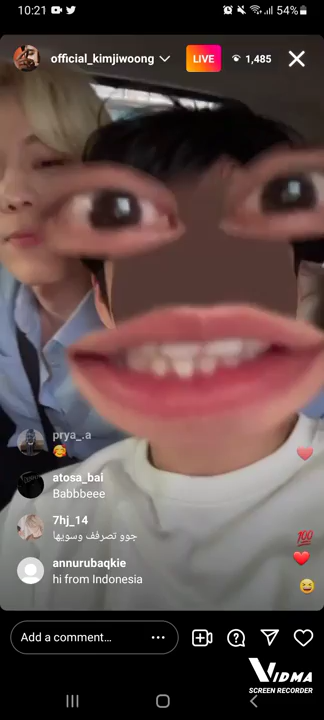 10:21
54%
official_kimjiwoong
LIVE
1,485
prya_.a
atosa_bai
Babbbeee
7hj_14
جوو تصرفف وسويها
annurubaqkie
hi from Indonesia
Add a comment...
VIDMA
SCREEN RECORDER